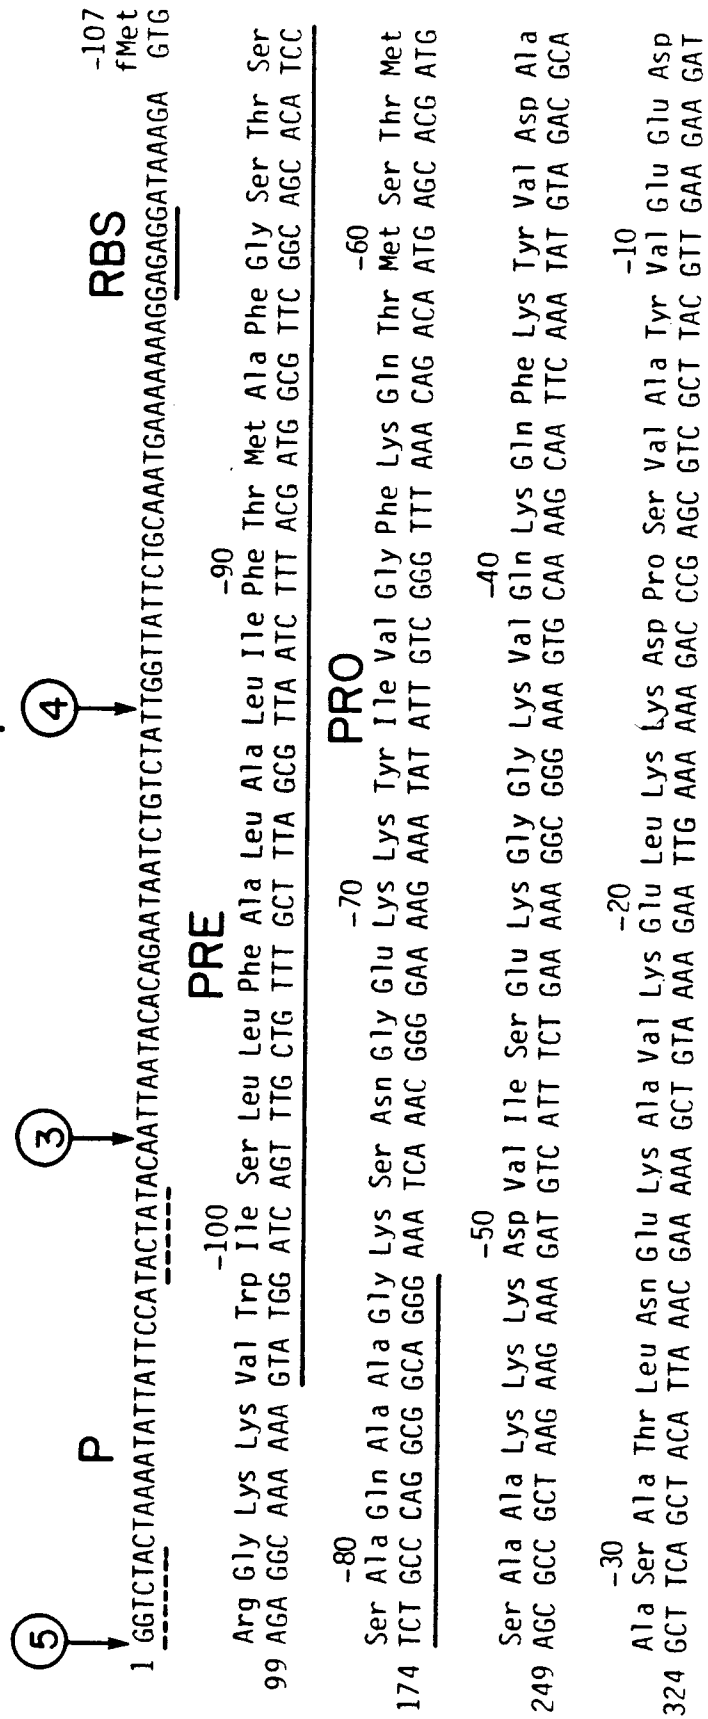 5 3 4
P RBS -107
fMet
1 GGTCTACTAAAATATTATTCCATACTATACAATTAATACACAGAATAATCTGTCTATTGGTTATTCTGCAAATGAAAAAAAGGAGAGGATAAAGA GTG
PRE
-100 -90
Arg Gly Lys Lys Val Trp Ile Ser Leu Leu Phe Ala Leu Ala Leu Ile Phe Thr Met Ala Phe Gly Ser Thr Ser
99 AGA GGC AAA AAA GTA TGG ATC AGT TTG CTG TTT GCT TTA GCG TTA ATC TTT ACG ATG GCG TTC GGC AGC ACA TCC
PRO
-80 -70 -60
Ser Ala Gln Ala Ala Gly Lys Ser Asn Gly Glu Lys Lys Tyr Ile Val Gly Phe Lys Gln Thr Met Ser Thr Met
174 TCT GCC CAG GCG GCA GGG AAA TCA AAC GGG GAA AAG AAA TAT ATT GTC GGG TTT AAA CAG ACA ATG AGC ACG ATG
-50 -40
Ser Ala Ala Lys Lys Lys Asp Val Ile Ser Glu Lys Gly Gly Lys Val Gln Lys Gln Phe Lys Tyr Val Asp Ala
249 AGC GCC GCT AAG AAG AAA GAT GTC ATT TCT GAA AAA GGC GGG AAA GTG CAA AAG CAA TTC AAA TAT GTA GAC GCA
-30 -20 -10
Ala Ser Ala Thr Leu Asn Glu Lys Ala Val Lys Glu Leu Lys Lys Asp Pro Ser Val Ala Tyr Val Glu Glu Asp
324 GCT TCA GCT ACA TTA AAC GAA AAA GCT GTA AAA GAA TTG AAA AAA GAC CCG AGC GTC GCT TAC GTT GAA GAA GAT